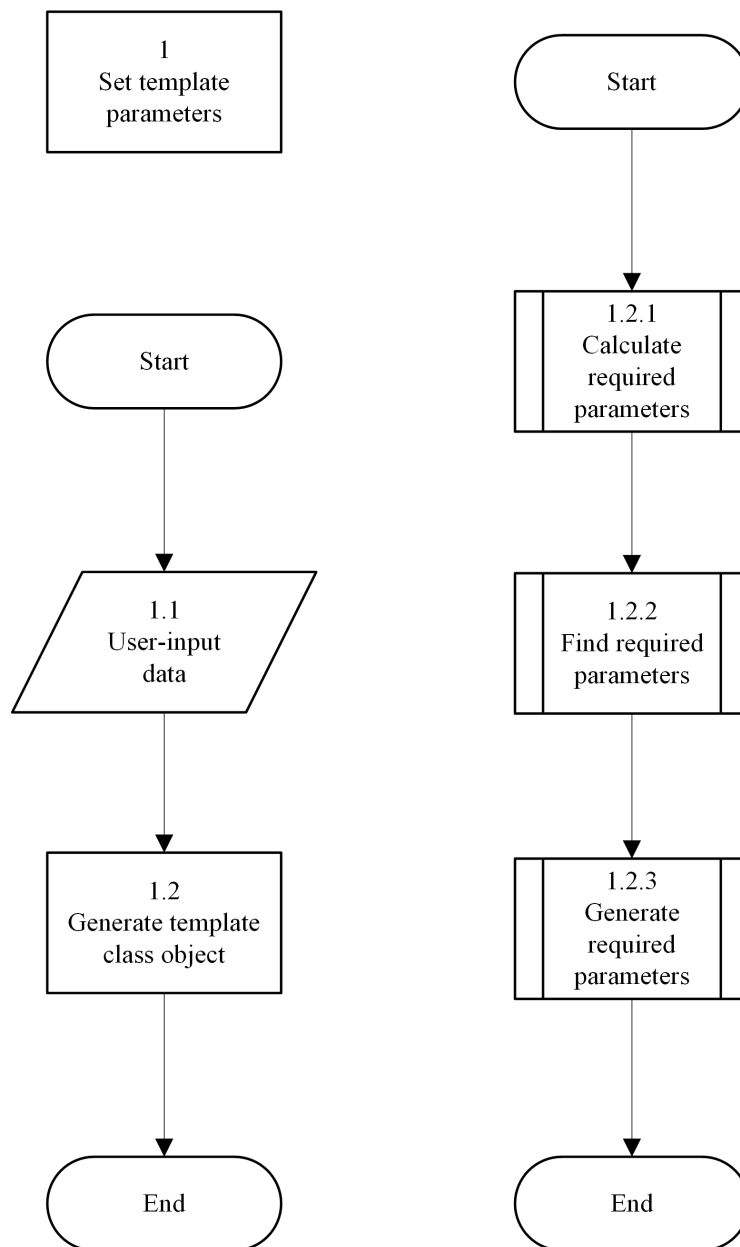 1
Set template
parameters
Start
1.1
User-input
data
1.2
Generate template
class object
End
Start
1.2.1
Calculate
required
parameters
1.2.2
Find required
parameters
1.2.3
Generate
required
parameters
End